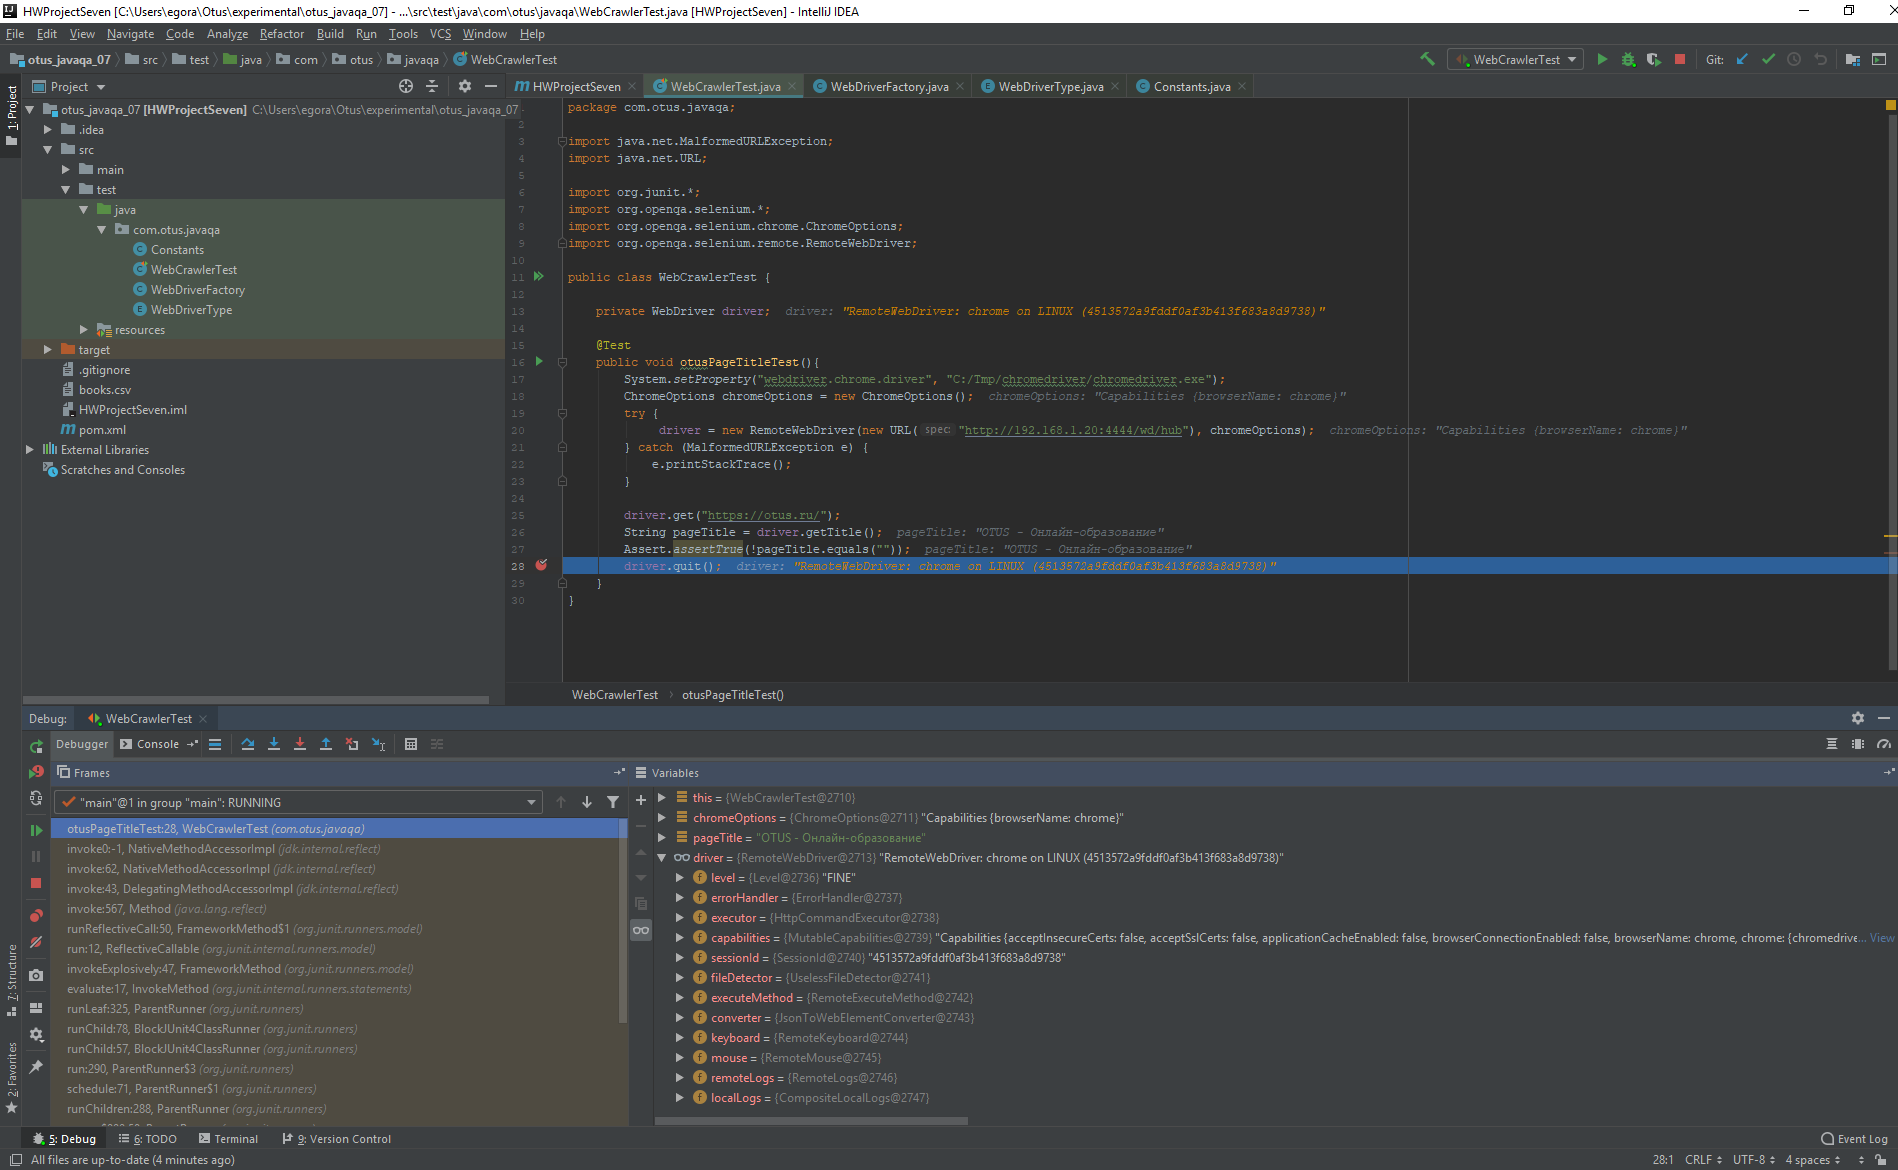 HWProjectSeven [C:\Users\egora\Otus\experimental\otus_javaqa_07] - ...\src\test\java\com\otus\javaqa\WebCrawlerTest.java [HWProjectSeven] - IntelliJ IDEA
File Edit View Navigate Code Analyze Refactor Build Run Tools VCS Window Help
otus_javaqa_07 src test java com otus javaqa WebCrawlerTest WebCrawlerTest Git:
Project HWProjectSeven WebCrawlerTest.java WebDriverFactory.java WebDriverType.java Constants.java
1: Project
otus_javaqa_07 [HWProjectSeven] C:\Users\egora\Otus\experimental\otus_javaqa_07
.idea
src
main
test
java
com.otus.javaqa
Constants
WebCrawlerTest
WebDriverFactory
WebDriverType
resources
target
.gitignore
books.csv
HWProjectSeven.iml
pom.xml
External Libraries
Scratches and Consoles
package com.otus.javaqa;
2
3 import java.net.MalformedURLException;
4 import java.net.URL;
5
6 import org.junit.*;
7 import org.openqa.selenium.*;
8 import org.openqa.selenium.chrome.ChromeOptions;
9 import org.openqa.selenium.remote.RemoteWebDriver;
10
11 public class WebCrawlerTest {
12
13 private WebDriver driver; driver: "RemoteWebDriver: chrome on LINUX (4513572a9fddf0af3b413f683a8d9738)"
14
15 @Test
16 public void otusPageTitleTest(){
17 System.setProperty("webdriver.chrome.driver", "C:/Tmp/chromedriver/chromedriver.exe");
18 ChromeOptions chromeOptions = new ChromeOptions(); chromeOptions: "Capabilities {browserName: chrome}"
19 try {
20 driver = new RemoteWebDriver(new URL( spec: "http://192.168.1.20:4444/wd/hub"), chromeOptions); chromeOptions: "Capabilities {browserName: chrome}"
21 } catch (MalformedURLException e) {
22 e.printStackTrace();
23 }
24
25 driver.get("https://otus.ru/");
26 String pageTitle = driver.getTitle(); pageTitle: "OTUS - Онлайн-образование"
27 Assert.assertTrue(!pageTitle.equals("")); pageTitle: "OTUS - Онлайн-образование"
28 driver.quit(); driver: "RemoteWebDriver: chrome on LINUX (4513572a9fddf0af3b413f683a8d9738)"
29 }
30 }
WebCrawlerTest otusPageTitleTest()
Debug: WebCrawlerTest
Debugger Console
Frames
"main"@1 in group "main": RUNNING
otusPageTitleTest:28, WebCrawlerTest (com.otus.javaqa)
invoke0:-1, NativeMethodAccessorImpl (jdk.internal.reflect)
invoke:62, NativeMethodAccessorImpl (jdk.internal.reflect)
invoke:43, DelegatingMethodAccessorImpl (jdk.internal.reflect)
invoke:567, Method (java.lang.reflect)
runReflectiveCall:50, FrameworkMethod$1 (org.junit.runners.model)
run:12, ReflectiveCallable (org.junit.internal.runners.model)
invokeExplosively:47, FrameworkMethod (org.junit.runners.model)
evaluate:17, InvokeMethod (org.junit.internal.runners.statements)
runLeaf:325, ParentRunner (org.junit.runners)
runChild:78, BlockJUnit4ClassRunner (org.junit.runners)
runChild:57, BlockJUnit4ClassRunner (org.junit.runners)
run:290, ParentRunner$3 (org.junit.runners)
schedule:71, ParentRunner$1 (org.junit.runners)
runChildren:288, ParentRunner (org.junit.runners)
Variables
this = {WebCrawlerTest@2710}
chromeOptions = {ChromeOptions@2711} "Capabilities {browserName: chrome}"
pageTitle = "OTUS - Онлайн-образование"
driver = {RemoteWebDriver@2713} "RemoteWebDriver: chrome on LINUX (4513572a9fddf0af3b413f683a8d9738)"
level = {Level@2736} "FINE"
errorHandler = {ErrorHandler@2737}
executor = {HttpCommandExecutor@2738}
capabilities = {MutableCapabilities@2739} "Capabilities {acceptInsecureCerts: false, acceptSslCerts: false, applicationCacheEnabled: false, browserConnectionEnabled: false, browserName: chrome, chrome: {chromedrive... View
sessionId = {SessionId@2740} "4513572a9fddf0af3b413f683a8d9738"
fileDetector = {UselessFileDetector@2741}
executeMethod = {RemoteExecuteMethod@2742}
converter = {JsonToWebElementConverter@2743}
keyboard = {RemoteKeyboard@2744}
mouse = {RemoteMouse@2745}
remoteLogs = {RemoteLogs@2746}
localLogs = {CompositeLocalLogs@2747}
7: Structure
2: Favorites
5: Debug 6: TODO Terminal 9: Version Control Event Log
All files are up-to-date (4 minutes ago) 28:1 CRLF UTF-8 4 spaces